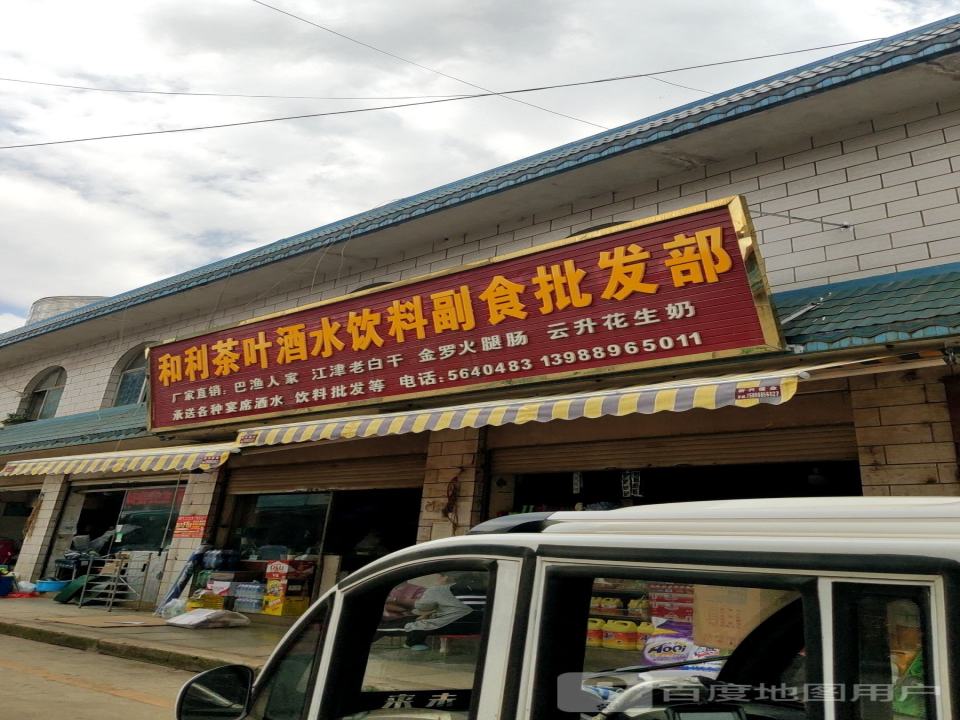 和利茶叶酒水饮料副食批发部
厂家直销：巴渔人家 江津老白干 金罗火腿肠 云升花生奶
承送各种宴席酒水 饮料批发等 电话：5640483 13988965011
AoQi
未来
百度地图用户